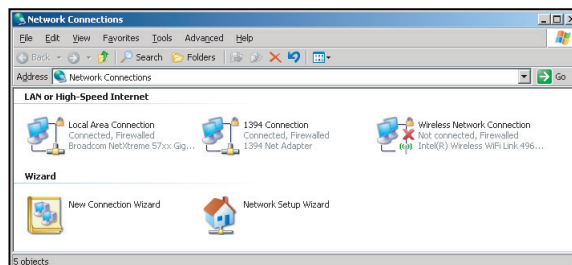 Network Connections
File Edit View Favorites Tools Advanced Help
Back Search Folders
Address Network Connections Go
LAN or High-Speed Internet
Local Area Connection
Connected, Firewalled
Broadcom NetXtreme 57xx Gig...
1394 Connection
Connected, Firewalled
1394 Net Adapter
Wireless Network Connection
Not connected, Firewalled
Intel(R) Wireless WiFi Link 496...
Wizard
New Connection Wizard
Network Setup Wizard
5 objects